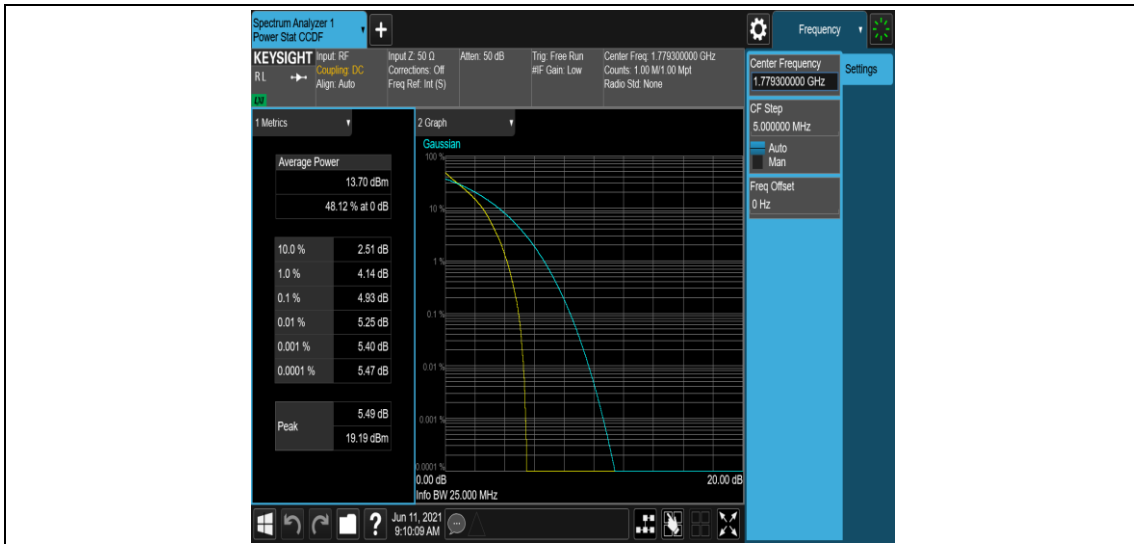 Spectrum Analyzer 1
Power Stat CCDF
+
Frequency
KEYSIGHT
RL
LXI
Input: RF
Coupling: DC
Align: Auto
Input Z: 50 Ω
Corrections: Off
Freq Ref: Int (S)
Atten: 50 dB
Trig: Free Run
#IF Gain: Low
Center Freq: 1.779300000 GHz
Counts: 1.00 M/1.00 Mpt
Radio Std: None
Center Frequency
1.779300000 GHz
Settings
CF Step
5.000000 MHz
Auto
Man
Freq Offset
0 Hz
1 Metrics
Average Power
13.70 dBm
48.12 % at 0 dB
10.0 % 2.51 dB
1.0 % 4.14 dB
0.1 % 4.93 dB
0.01 % 5.25 dB
0.001 % 5.40 dB
0.0001 % 5.47 dB
Peak
5.49 dB
19.19 dBm
2 Graph
Gaussian
100 %
10 %
1 %
0.1 %
0.01 %
0.001 %
0.0001 %
0.00 dB 20.00 dB
Info BW 25.000 MHz
?
Jun 11, 2021
9:10:09 AM